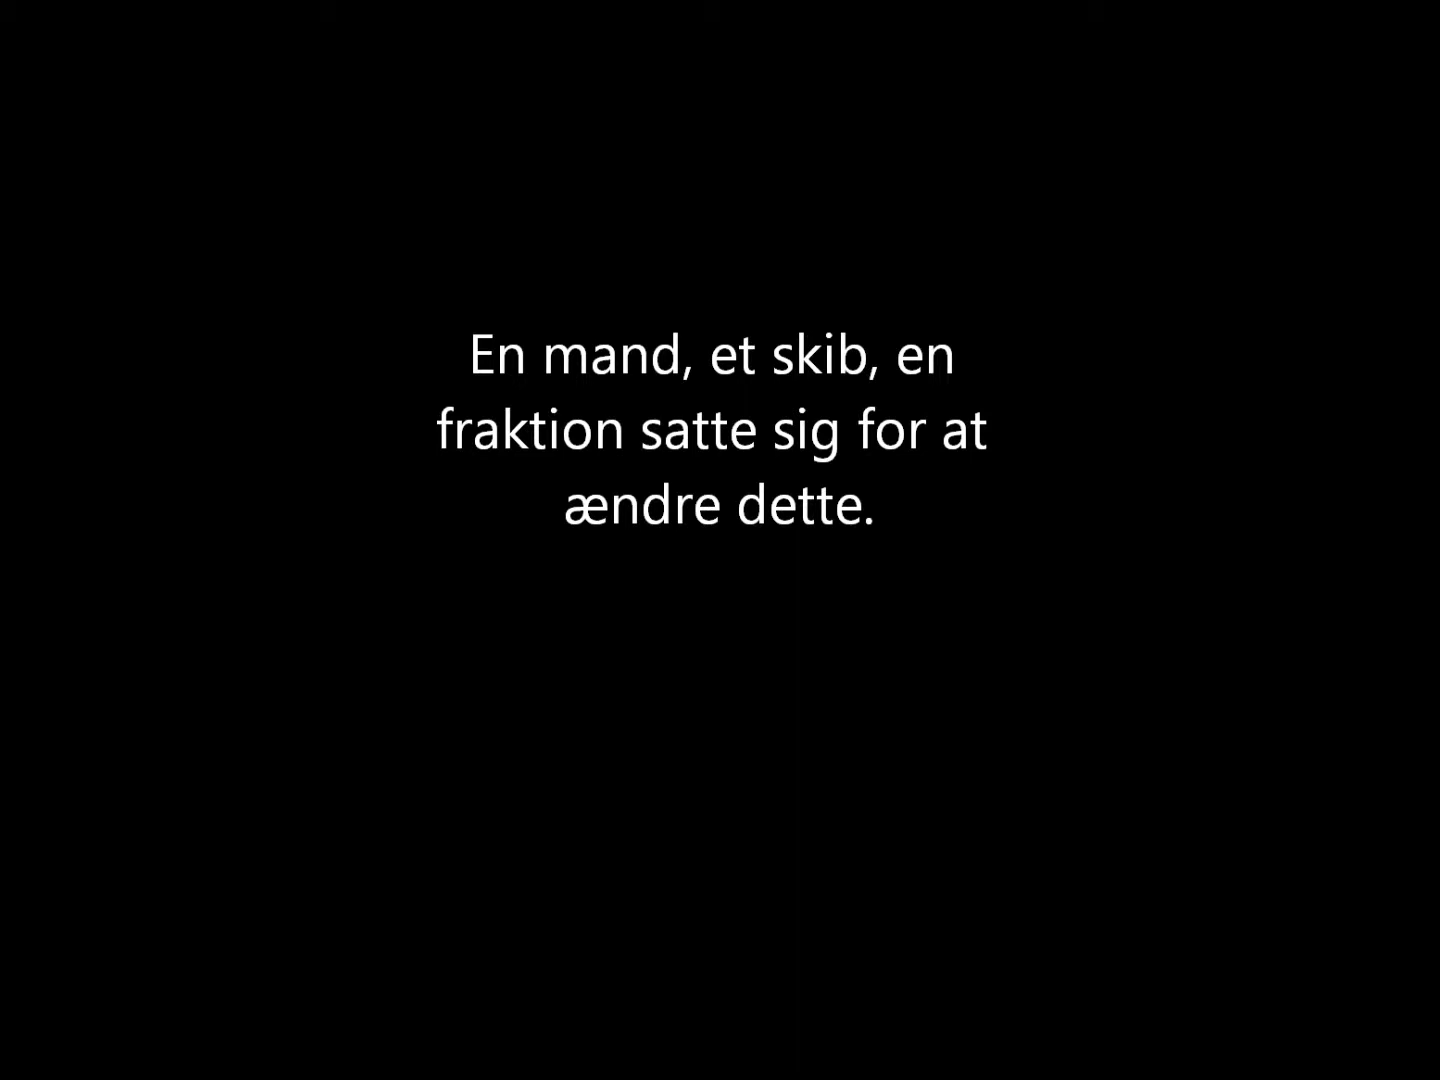 En mand, et skib, en
fraktion satte sig for at
ændre dette.